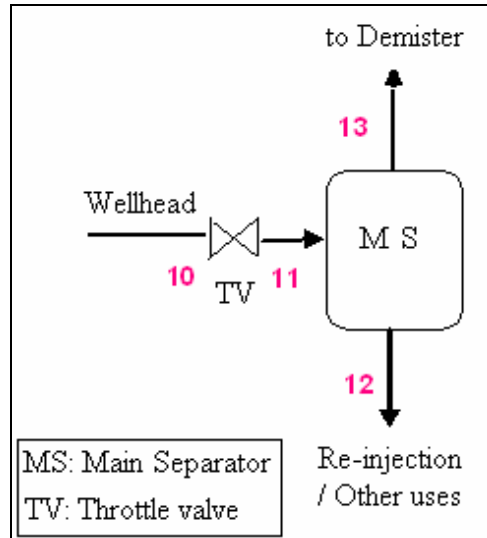 to Demister
13
Wellhead
M S
10
11
TV
12
MS: Main Separator
TV: Throttle valve
Re-injection
/ Other uses